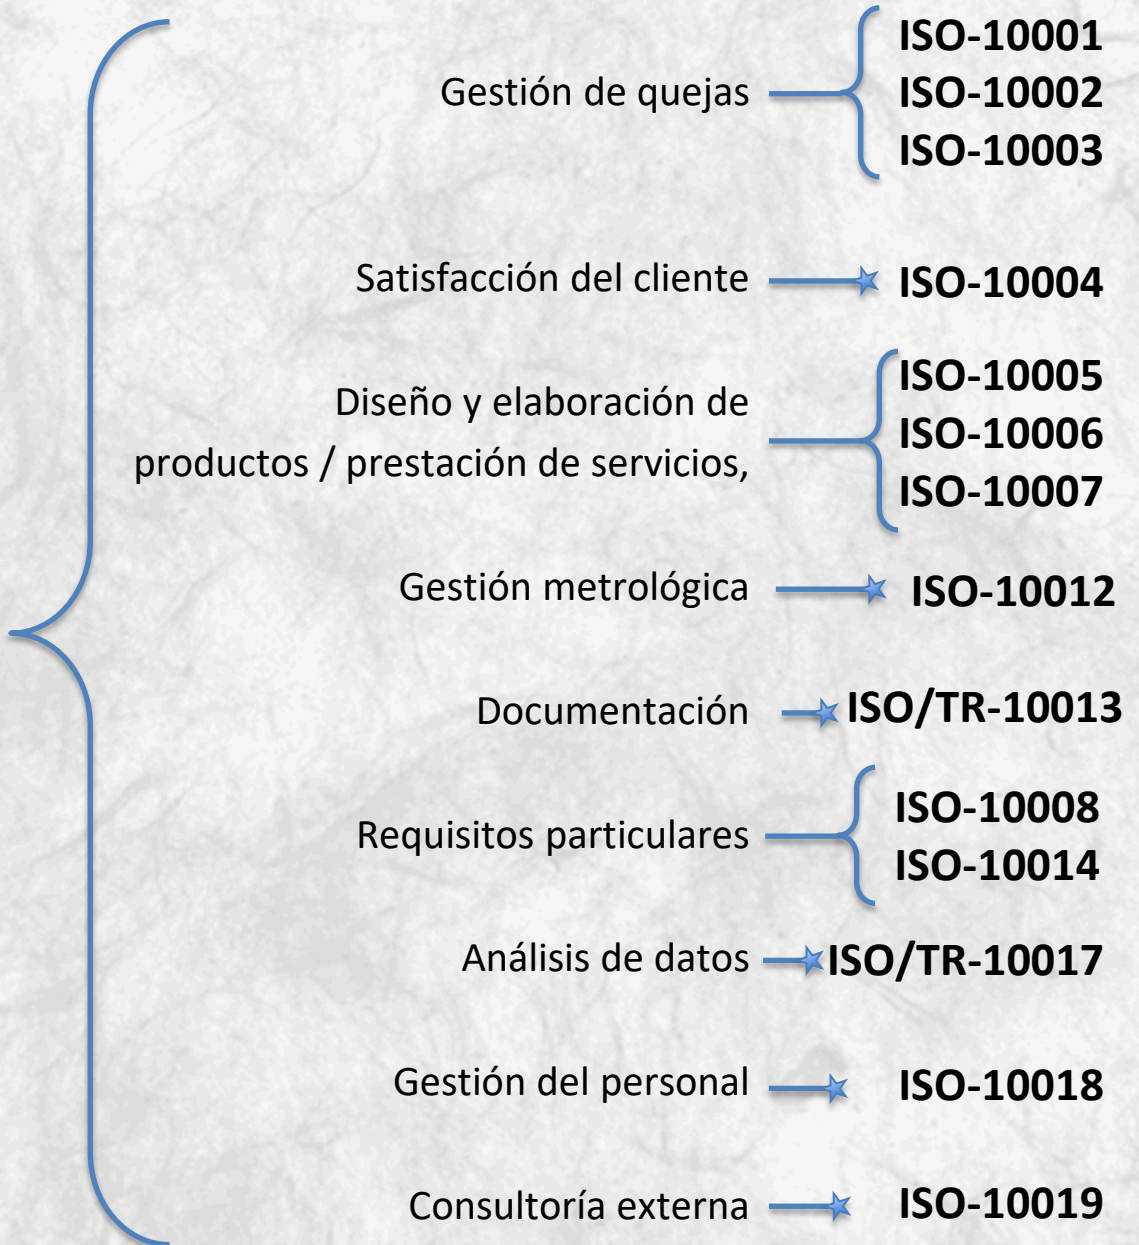 Gestión de quejas
ISO-10001
ISO-10002
ISO-10003
Satisfacción del cliente
ISO-10004
Diseño y elaboración de
productos / prestación de servicios,
ISO-10005
ISO-10006
ISO-10007
Gestión metrológica
ISO-10012
Documentación
ISO/TR-10013
Requisitos particulares
ISO-10008
ISO-10014
Análisis de datos
ISO/TR-10017
Gestión del personal
ISO-10018
Consultoría externa
ISO-10019